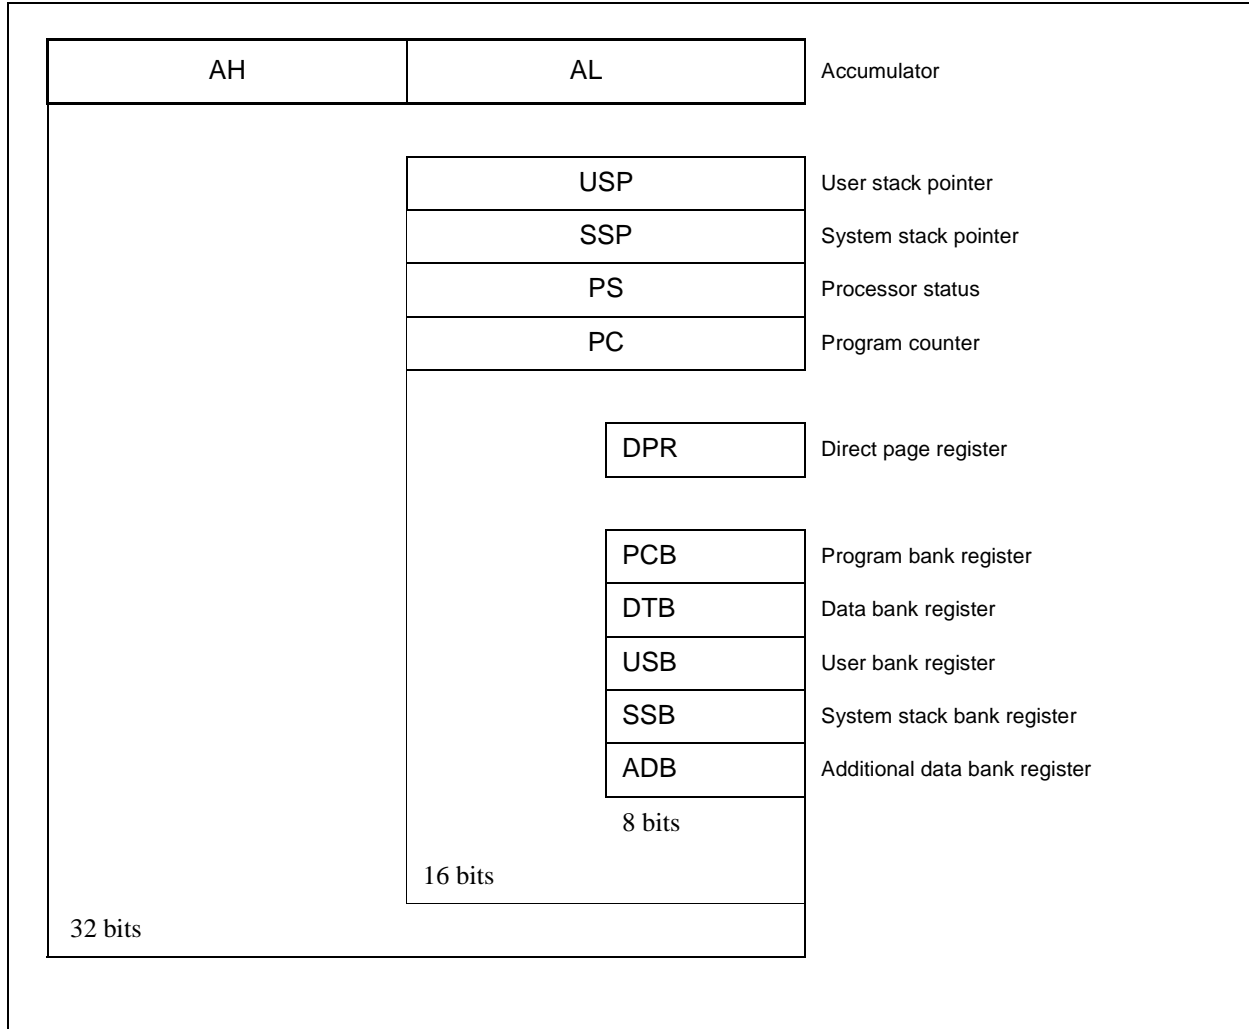 AH AL Accumulator
USP User stack pointer
SSP System stack pointer
PS Processor status
PC Program counter
DPR Direct page register
PCB Program bank register
DTB Data bank register
USB User bank register
SSB System stack bank register
ADB Additional data bank register
8 bits
16 bits
32 bits